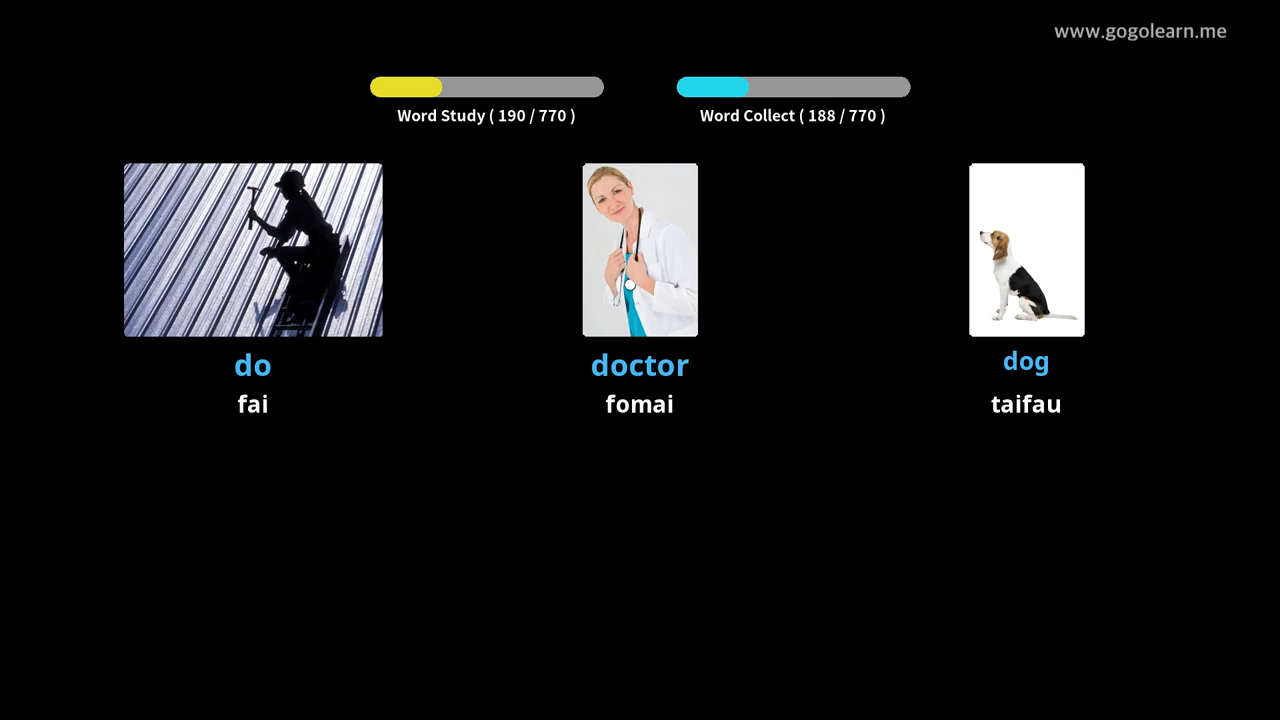 www.gogolearn.me
Word Study ( 190 / 770 )
Word Collect ( 188 / 770 )
do
doctor
dog
fai
fomai
taifau